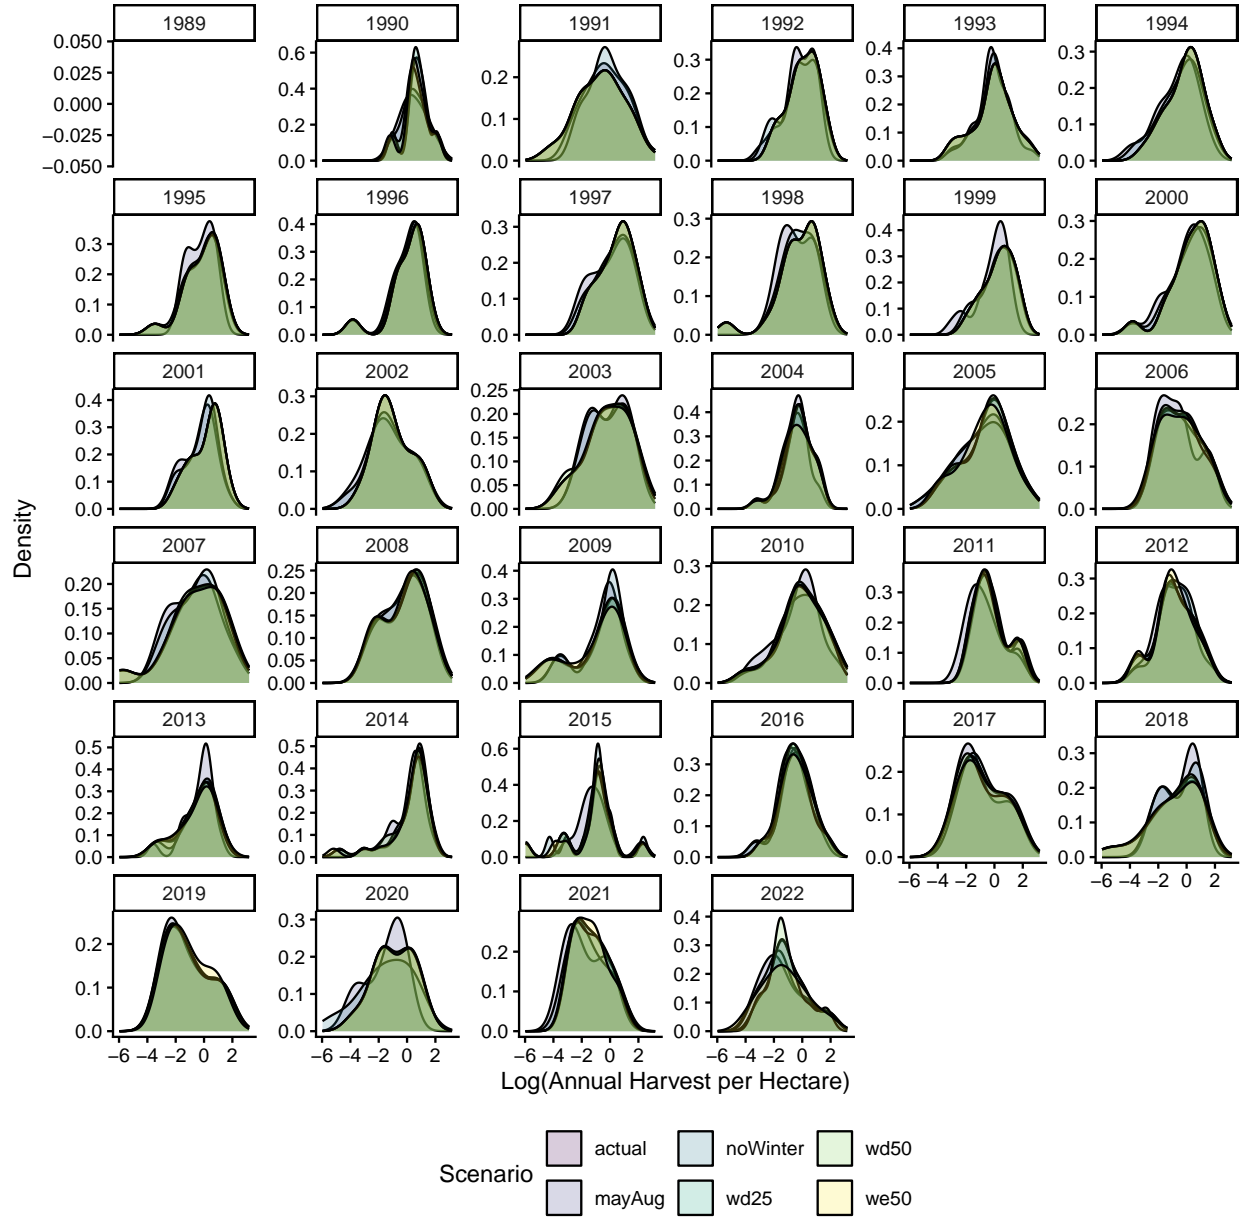 1989 1990 1991 1992 1993 1994
0.050 0.025 0.000 −0.025 −0.050
0.6 0.4 0.2 0.0
0.2 0.1 0.0
0.3 0.2 0.1 0.0
0.4 0.3 0.2 0.1 0.0
0.3 0.2 0.1 0.0
1995 1996 1997 1998 1999 2000
0.3 0.2 0.1 0.0
0.4 0.3 0.2 0.1 0.0
0.3 0.2 0.1 0.0
0.3 0.2 0.1 0.0
0.4 0.3 0.2 0.1 0.0
0.3 0.2 0.1 0.0
2001 2002 2003 2004 2005 2006
0.4 0.3 0.2 0.1 0.0
0.3 0.2 0.1 0.0
0.25 0.20 0.15 0.10 0.05 0.00
0.4 0.3 0.2 0.1 0.0
0.2 0.1 0.0
0.2 0.1 0.0
Density
2007 2008 2009 2010 2011 2012
0.20 0.15 0.10 0.05 0.00
0.25 0.20 0.15 0.10 0.05 0.00
0.4 0.3 0.2 0.1 0.0
0.3 0.2 0.1 0.0
0.3 0.2 0.1 0.0
0.3 0.2 0.1 0.0
2013 2014 2015 2016 2017 2018
0.5 0.4 0.3 0.2 0.1 0.0
0.5 0.4 0.3 0.2 0.1 0.0
0.6 0.4 0.2 0.0
0.3 0.2 0.1 0.0
0.2 0.1 0.0
0.3 0.2 0.1 0.0
−6 −4 −2 0 2 −6 −4 −2 0 2
2019 2020 2021 2022
0.2 0.1 0.0
0.3 0.2 0.1 0.0
0.2 0.1 0.0
0.4 0.3 0.2 0.1 0.0
−6 −4 −2 0 2 −6 −4 −2 0 2 −6 −4 −2 0 2 −6 −4 −2 0 2
Log(Annual Harvest per Hectare)
Scenario
actual noWinter wd50
mayAug wd25 we50